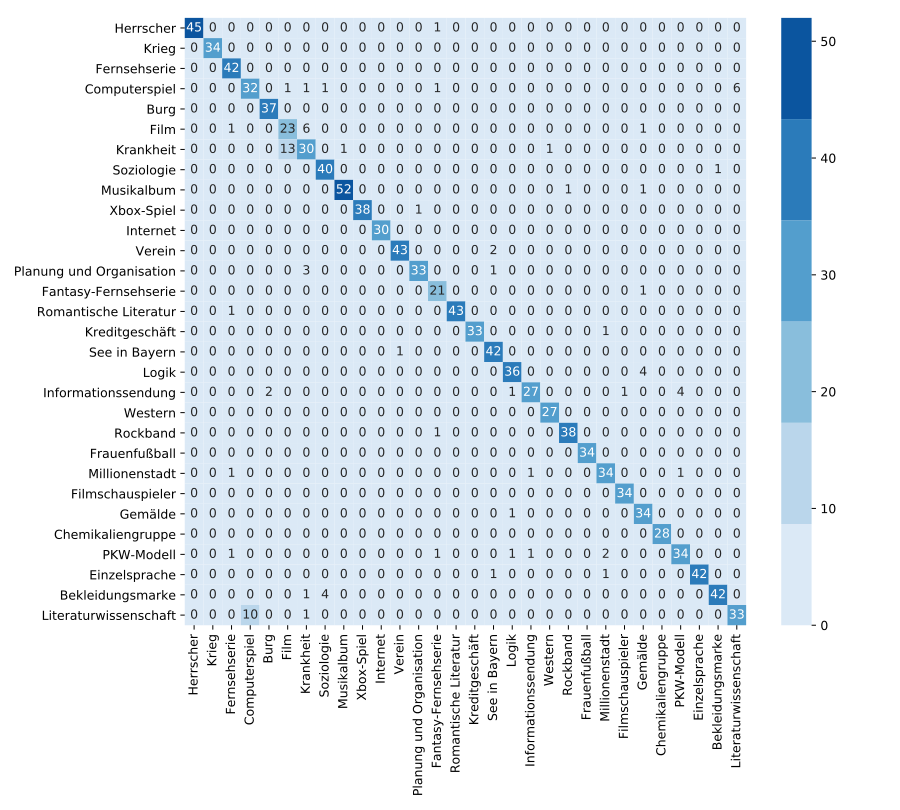 Herrscher 45 0 0 0 0 0 0 0 0 0 0 0 0 1 0 0 0 0 0 0 0 0 0 0 0 0 0 0 0 0
Krieg 0 34 0 0 0 0 0 0 0 0 0 0 0 0 0 0 0 0 0 0 0 0 0 0 0 0 0 0 0 0
Fernsehserie 0 0 42 0 0 0 0 0 0 0 0 0 0 0 0 0 0 0 0 0 0 0 0 0 0 0 0 0 0 0
Computerspiel 0 0 0 32 0 1 1 1 0 0 0 0 0 1 0 0 0 0 0 0 0 0 0 0 0 0 0 0 0 6
Burg 0 0 0 0 37 0 0 0 0 0 0 0 0 0 0 0 0 0 0 0 0 0 0 0 0 0 0 0 0 0
Film 0 0 1 0 0 23 6 0 0 0 0 0 0 0 0 0 0 0 0 0 0 0 0 0 1 0 0 0 0 0
Krankheit 0 0 0 0 0 13 30 0 1 0 0 0 0 0 0 0 0 0 0 1 0 0 0 0 0 0 0 0 0 0
Soziologie 0 0 0 0 0 0 0 40 0 0 0 0 0 0 0 0 0 0 0 0 0 0 0 0 0 0 0 0 1 0
Musikalbum 0 0 0 0 0 0 0 0 52 0 0 0 0 0 0 0 0 0 0 0 1 0 0 0 1 0 0 0 0 0
Xbox-Spiel 0 0 0 0 0 0 0 0 0 38 0 0 1 0 0 0 0 0 0 0 0 0 0 0 0 0 0 0 0 0
Internet 0 0 0 0 0 0 0 0 0 0 30 0 0 0 0 0 0 0 0 0 0 0 0 0 0 0 0 0 0 0
Verein 0 0 0 0 0 0 0 0 0 0 0 43 0 0 0 0 2 0 0 0 0 0 0 0 0 0 0 0 0 0
Planung und Organisation 0 0 0 0 0 0 3 0 0 0 0 0 33 0 0 0 1 0 0 0 0 0 0 0 0 0 0 0 0 0
Fantasy-Fernsehserie 0 0 0 0 0 0 0 0 0 0 0 0 0 21 0 0 0 0 0 0 0 0 0 0 1 0 0 0 0 0
Romantische Literatur 0 0 1 0 0 0 0 0 0 0 0 0 0 0 43 0 0 0 0 0 0 0 0 0 0 0 0 0 0 0
Kreditgeschäft 0 0 0 0 0 0 0 0 0 0 0 0 0 0 0 33 0 0 0 0 0 0 1 0 0 0 0 0 0 0
See in Bayern 0 0 0 0 0 0 0 0 0 0 0 1 0 0 0 0 42 0 0 0 0 0 0 0 0 0 0 0 0 0
Logik 0 0 0 0 0 0 0 0 0 0 0 0 0 0 0 0 0 36 0 0 0 0 0 0 4 0 0 0 0 0
Informationssendung 0 0 0 0 2 0 0 0 0 0 0 0 0 0 0 0 0 1 27 0 0 0 0 1 0 0 4 0 0 0
Western 0 0 0 0 0 0 0 0 0 0 0 0 0 0 0 0 0 0 0 27 0 0 0 0 0 0 0 0 0 0
Rockband 0 0 0 0 0 0 0 0 0 0 0 0 0 1 0 0 0 0 0 0 38 0 0 0 0 0 0 0 0 0
Frauenfußball 0 0 0 0 0 0 0 0 0 0 0 0 0 0 0 0 0 0 0 0 0 34 0 0 0 0 0 0 0 0
Millionenstadt 0 0 1 0 0 0 0 0 0 0 0 0 0 0 0 0 0 0 1 0 0 0 34 0 0 0 1 0 0 0
Filmschauspieler 0 0 0 0 0 0 0 0 0 0 0 0 0 0 0 0 0 0 0 0 0 0 0 34 0 0 0 0 0 0
Gemälde 0 0 0 0 0 0 0 0 0 0 0 0 0 0 0 0 0 1 0 0 0 0 0 0 34 0 0 0 0 0
Chemikaliengruppe 0 0 0 0 0 0 0 0 0 0 0 0 0 0 0 0 0 0 0 0 0 0 0 0 0 28 0 0 0 0
PKW-Modell 0 0 1 0 0 0 0 0 0 0 0 0 0 1 0 0 0 1 1 0 0 0 2 0 0 0 34 0 0 0
Einzelsprache 0 0 0 0 0 0 0 0 0 0 0 0 0 0 0 0 1 0 0 0 0 0 1 0 0 0 0 42 0 0
Bekleidungsmarke 0 0 0 0 0 0 1 4 0 0 0 0 0 0 0 0 0 0 0 0 0 0 0 0 0 0 0 0 42 0
Literaturwissenschaft 0 0 0 10 0 0 1 0 0 0 0 0 0 0 0 0 0 0 0 0 0 0 0 0 0 0 0 0 0 33
Herrscher
Krieg
Fernsehserie
Computerspiel
Burg
Film
Krankheit
Soziologie
Musikalbum
Xbox-Spiel
Internet
Verein
Planung und Organisation
Fantasy-Fernsehserie
Romantische Literatur
Kreditgeschäft
See in Bayern
Logik
Informationssendung
Western
Rockband
Frauenfußball
Millionenstadt
Filmschauspieler
Gemälde
Chemikaliengruppe
PKW-Modell
Einzelsprache
Bekleidungsmarke
Literaturwissenschaft
50
40
30
20
10
0